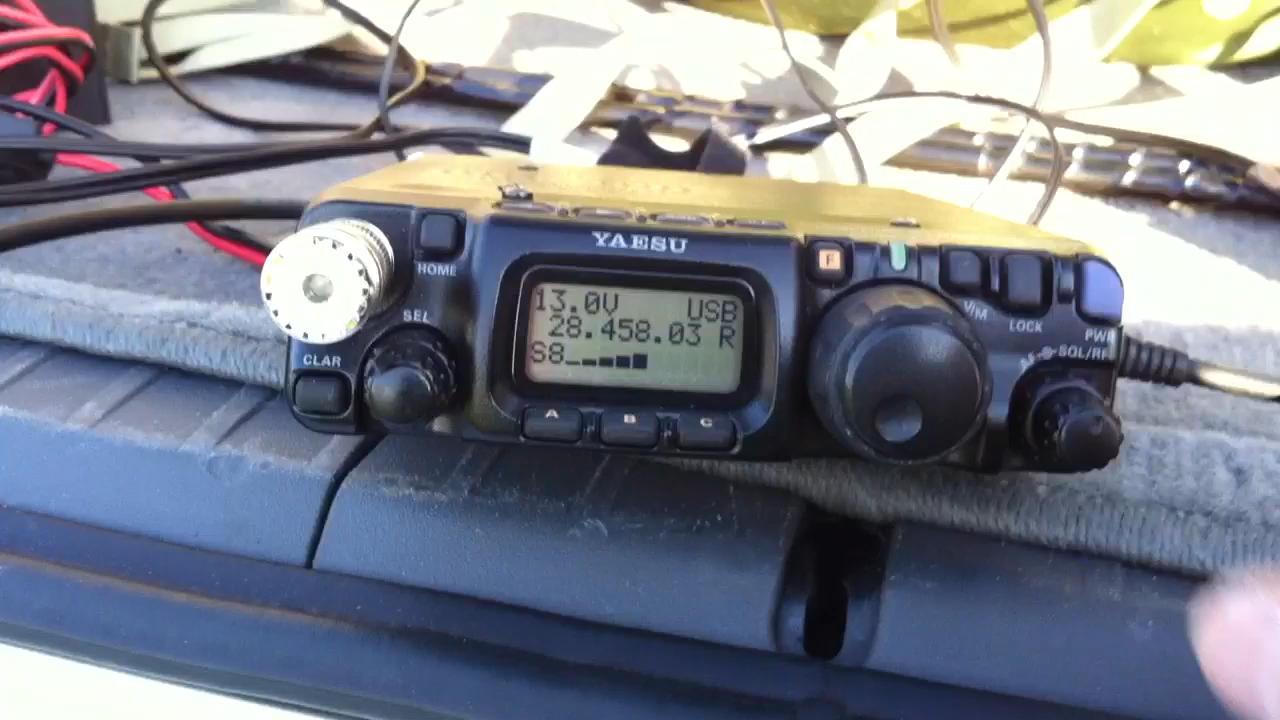 YAESU
F
HOME
13.0V USB
28.458.03 R
S8
V/M
LOCK
PWR
SEL
SQL/RF
CLAR
A B C